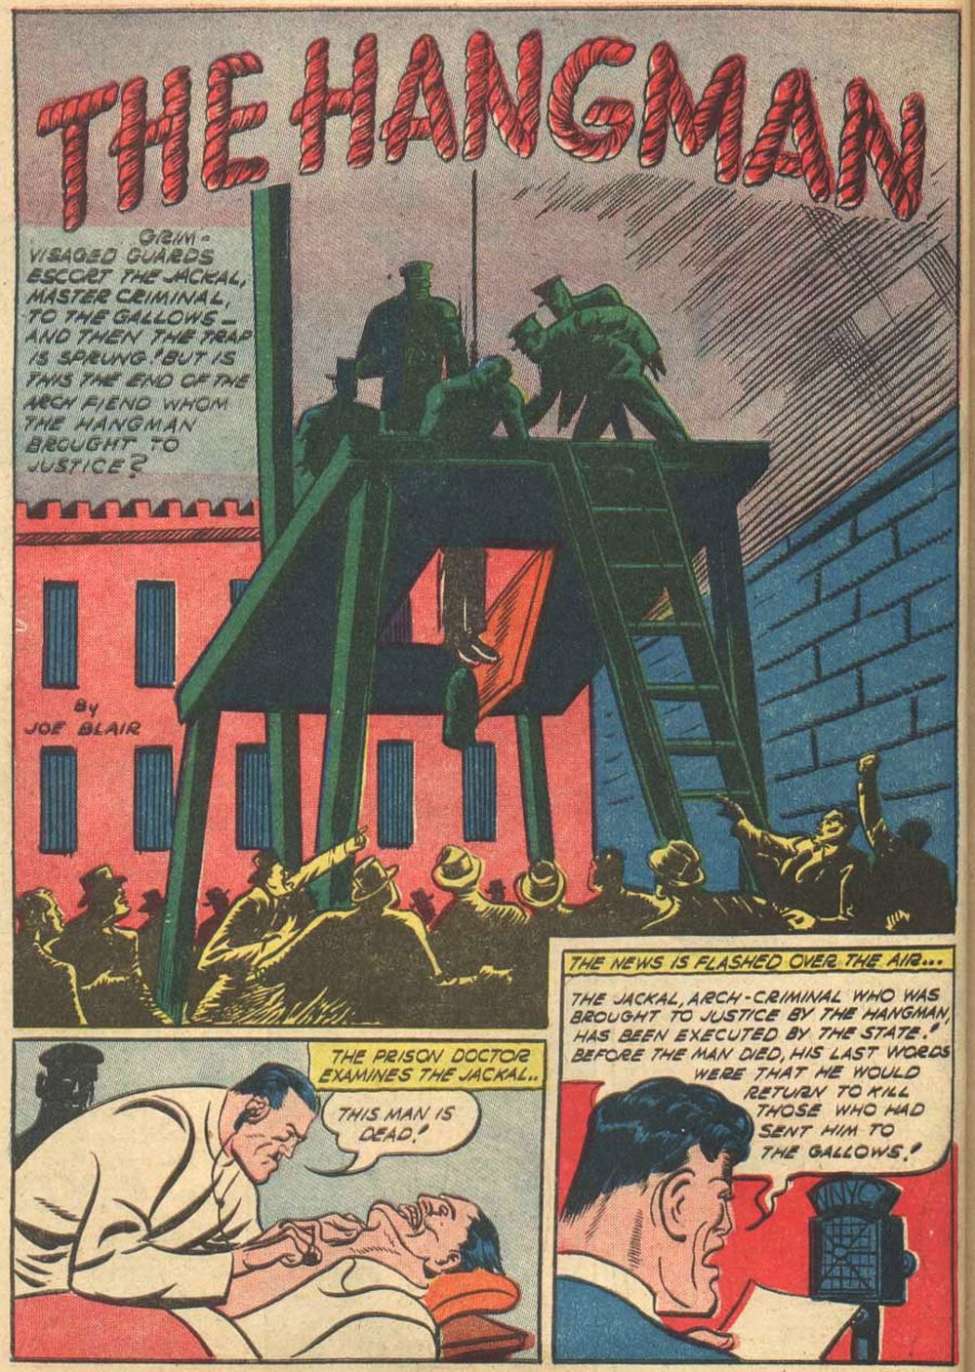 THE HANGMAN
GRIM-
VISAGED GUARDS
ESCORT THE JACKAL,
MASTER CRIMINAL,
TO THE GALLOWS_
AND THEN THE TRAP
IS SPRUNG! BUT IS
THIS THE END OF THE
ARCH FIEND WHOM
THE HANGMAN
BROUGHT TO
JUSTICE?
By
JOE BLAIR
THE PRISON DOCTOR
EXAMINES THE JACKAL..
THIS MAN IS
DEAD!
THE NEWS IS FLASHED OVER THE AIR...
THE JACKAL, ARCH-CRIMINAL WHO WAS
BROUGHT TO JUSTICE BY THE HANGMAN,
HAS BEEN EXECUTED BY THE STATE!
BEFORE THE MAN DIED, HIS LAST WORDS
WERE THAT HE WOULD
RETURN TO KILL
THOSE WHO HAD
SENT HIM TO
THE GALLOWS!
WNYC